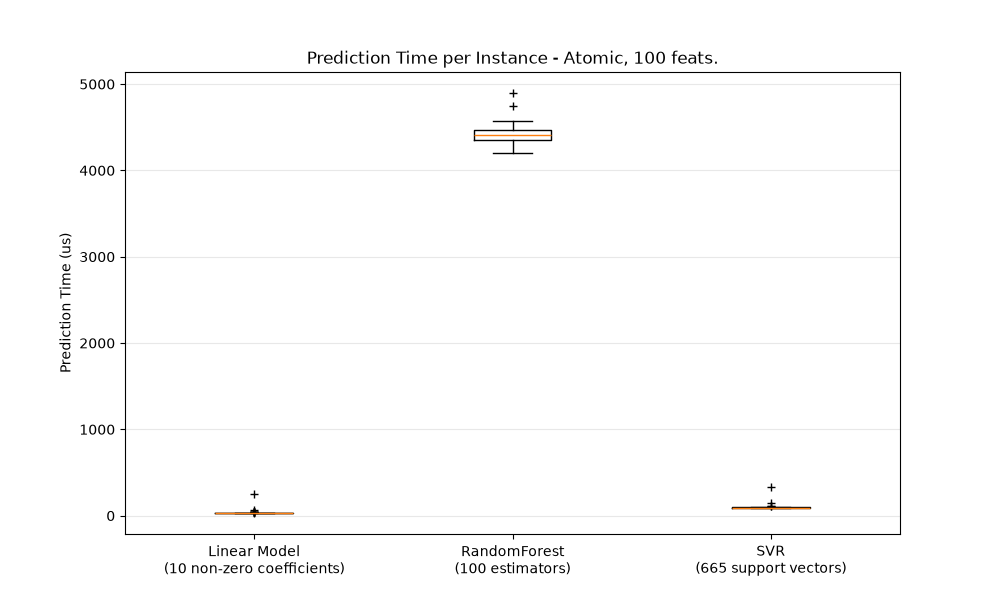 Prediction Time per Instance - Atomic, 100 feats.
Prediction Time (us)
5000
4000
3000
2000
1000
0
Linear Model
(10 non-zero coefficients)
RandomForest
(100 estimators)
SVR
(665 support vectors)